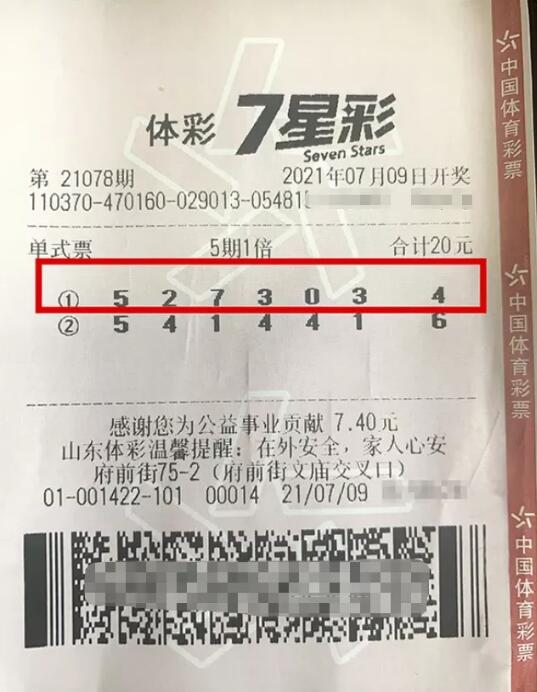 体彩 7星彩
Seven Stars
第 21078期 2021年07月09日开奖
110370-470160-029013-05481
单式票 5期1倍 合计20元
① 5 2 7 3 0 3 4
② 5 4 1 4 4 1 6
感谢您为公益事业贡献 7.40元
山东体彩温馨提醒：在外安全，家人心安
府前街75-2（府前街文庙交叉口）
01-001422-101 00014 21/07/09
中国体育彩票
中国体育彩票
中国体育彩票